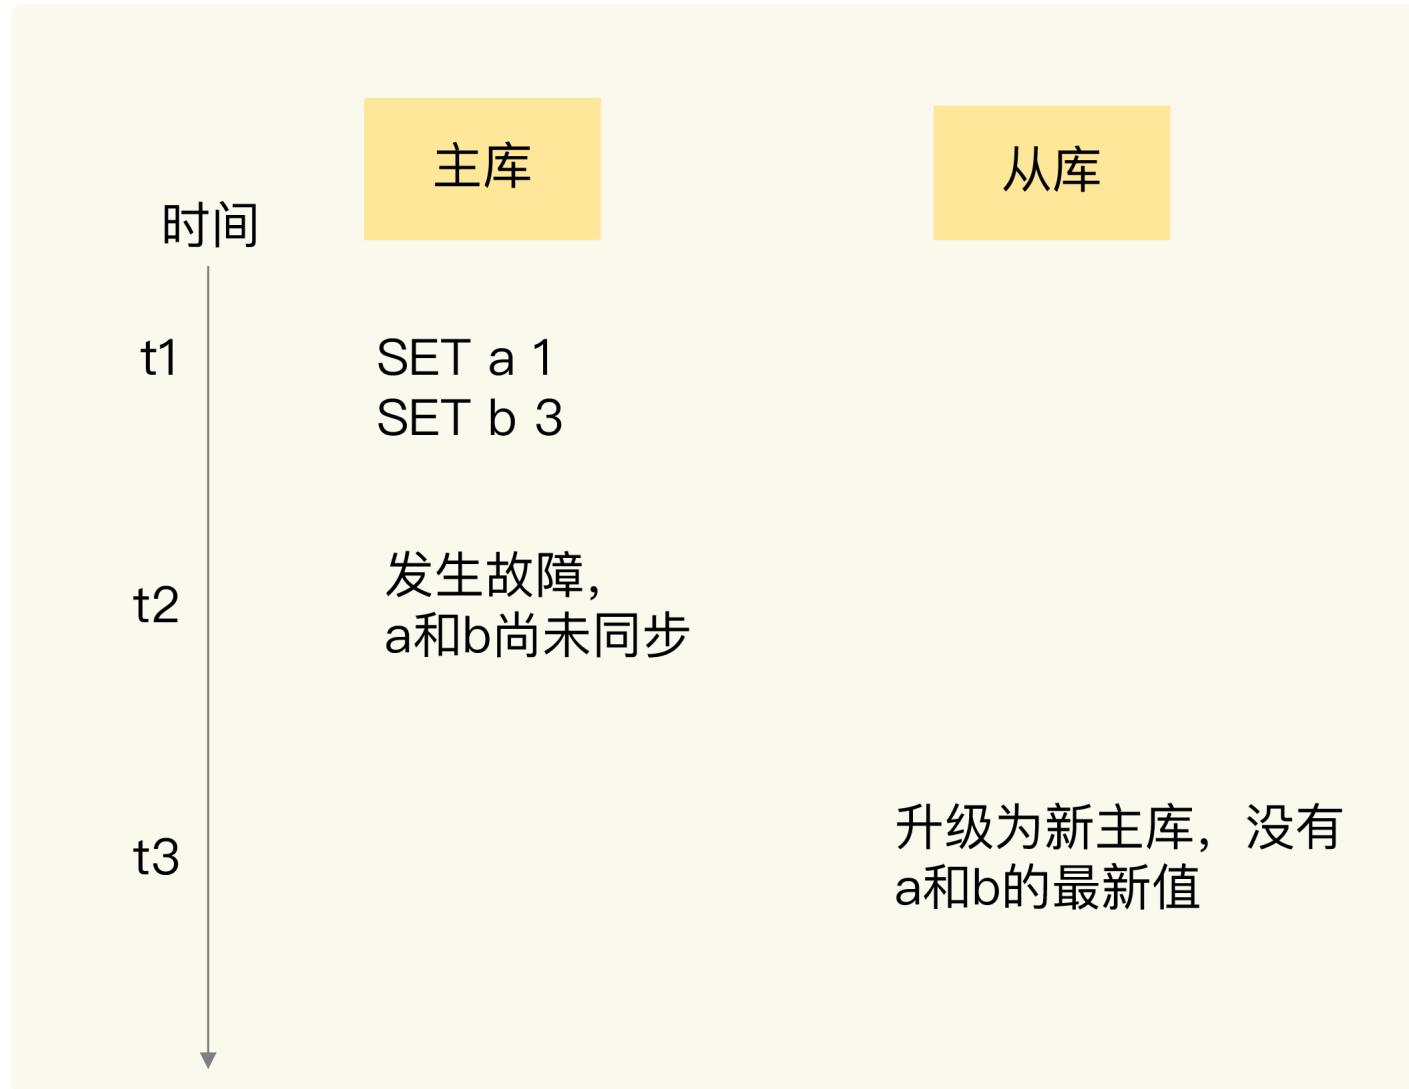 主库
从库
时间
t1
SET a 1
SET b 3
t2
发生故障，
a和b尚未同步
t3
升级为新主库，没有
a和b的最新值